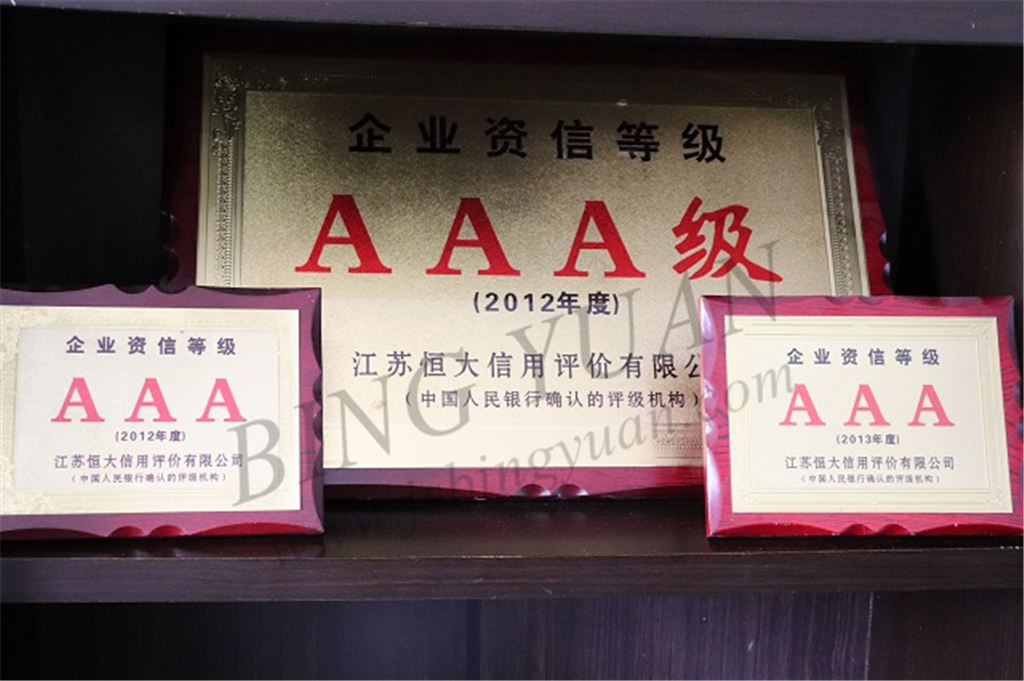 企业资信等级
AAA级
(2012年度)
江苏恒大信用评价有限公
(中国人民银行确认的评级机构)
企业资信等级
AAA
(2012年度)
江苏恒大信用评价有限公司
(中国人民银行确认的评级机构)
企业资信等级
AAA
(2013年度)
江苏恒大信用评价有限公司
(中国人民银行确认的评级机构)
BING YUAN
www.jsbingyuan.com